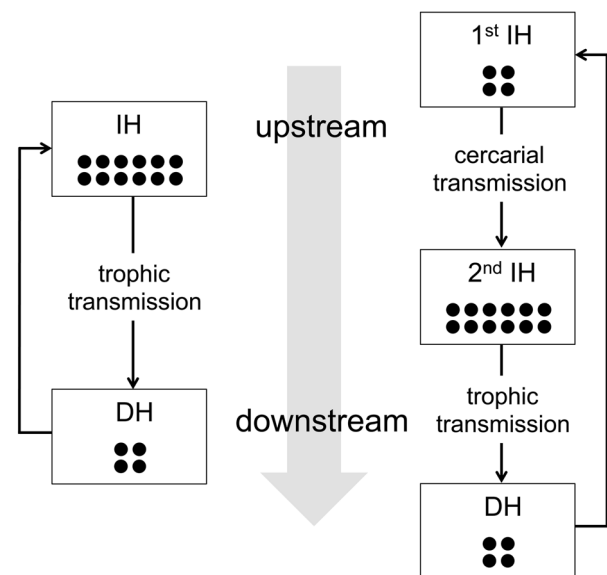 IH
trophic
transmission
DH
upstream
downstream
1st IH
cercarial
transmission
2nd IH
trophic
transmission
DH